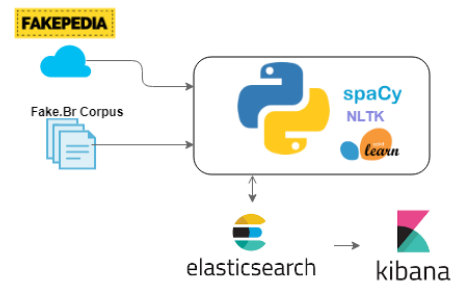 FAKEPEDIA
Fake.Br Corpus
spaCy
NLTK
learn
elasticsearch
kibana